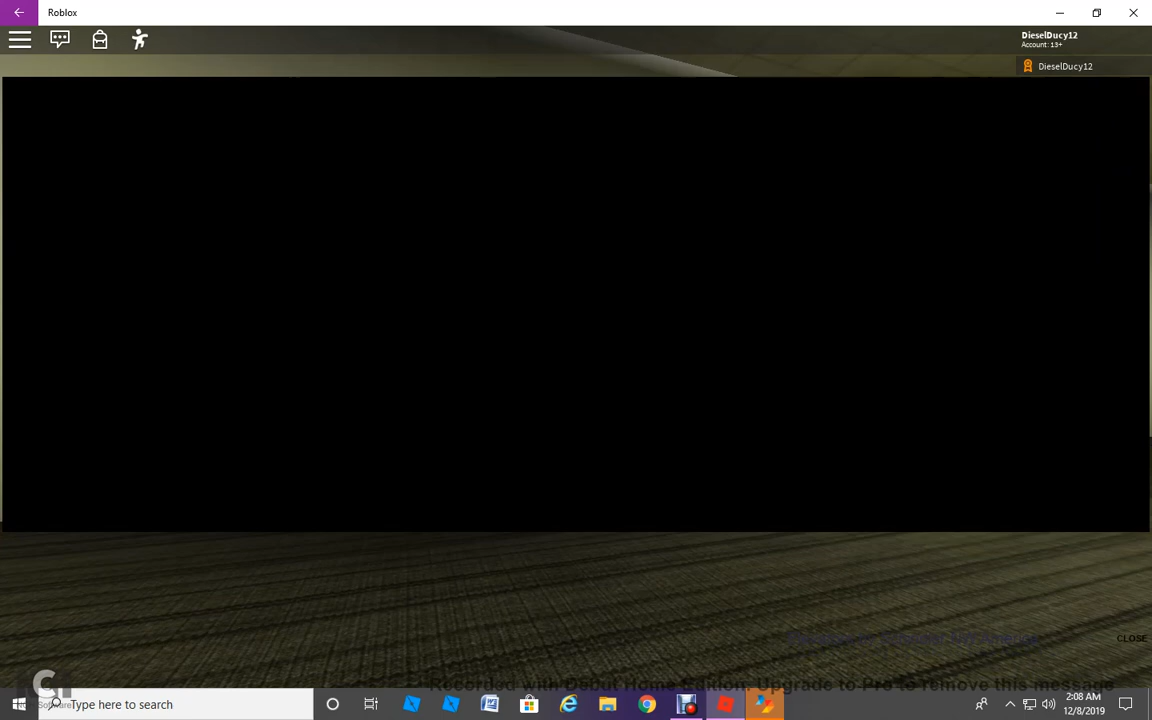 Roblox
DieselDucy12
Account: 13+
DieselDucy12
CLOSE
Recorded with Debut Home Edition. Upgrade to Pro to remove this message
Type here to search
2:08 AM
12/8/2019